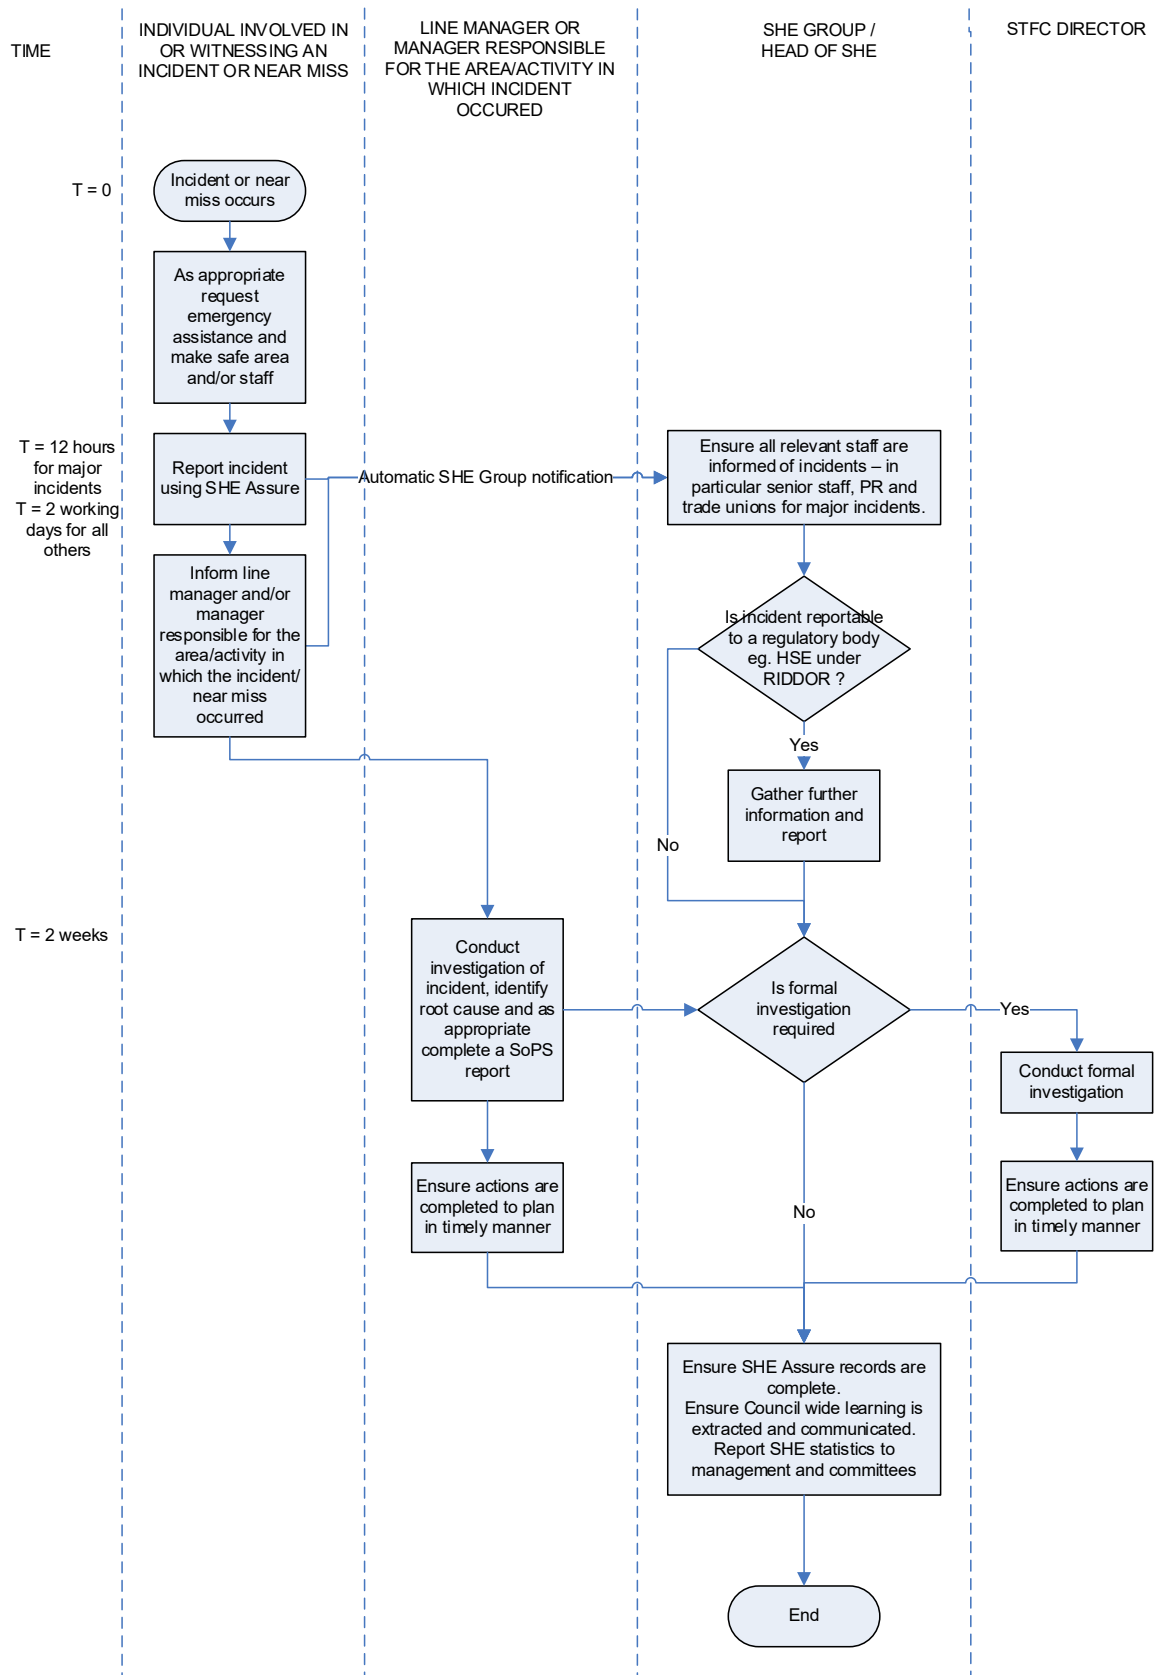 TIME
INDIVIDUAL INVOLVED IN
OR WITNESSING AN
INCIDENT OR NEAR MISS
LINE MANAGER OR
MANAGER RESPONSIBLE
FOR THE AREA/ACTIVITY IN
WHICH INCIDENT
OCCURED
SHE GROUP /
HEAD OF SHE
STFC DIRECTOR
T = 0
Incident or near
miss occurs
As appropriate
request
emergency
assistance and
make safe area
and/or staff
T = 12 hours
for major
incidents
T = 2 working
days for all
others
Report incident
using SHE Assure
Automatic SHE Group notification
Ensure all relevant staff are
informed of incidents – in
particular senior staff, PR and
trade unions for major incidents.
Inform line
manager and/or
manager
responsible for the
area/activity in
which the incident/
near miss
occurred
Is incident reportable
to a regulatory body
eg. HSE under
RIDDOR ?
Yes
Gather further
information and
report
No
T = 2 weeks
Conduct
investigation of
incident, identify
root cause and as
appropriate
complete a SoPS
report
Is formal
investigation
required
Yes
Conduct formal
investigation
Ensure actions are
completed to plan
in timely manner
No
Ensure actions are
completed to plan
in timely manner
Ensure SHE Assure records are
complete.
Ensure Council wide learning is
extracted and communicated.
Report SHE statistics to
management and committees
End